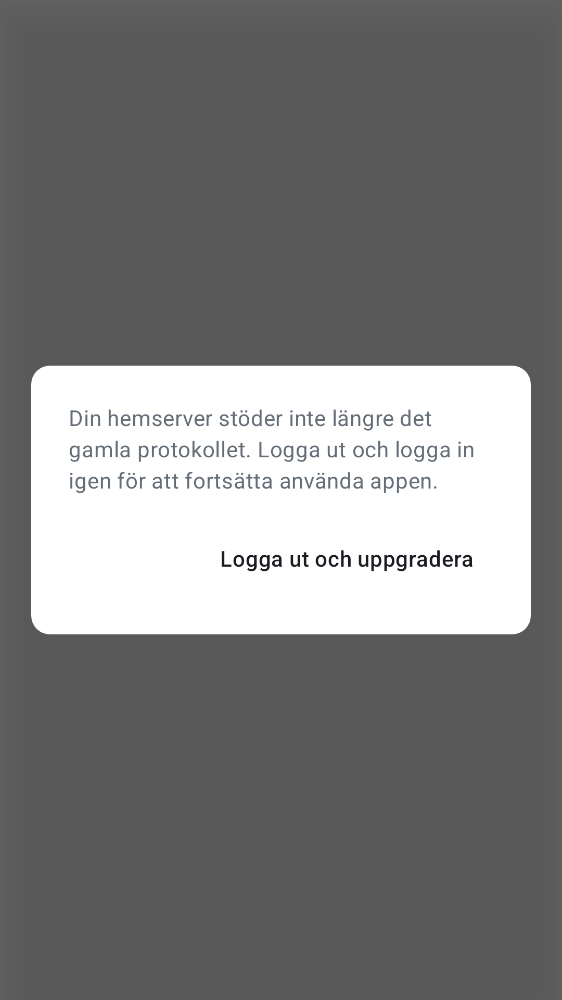 Din hemserver stöder inte längre det
gamla protokollet. Logga ut och logga in
igen för att fortsätta använda appen.
Logga ut och uppgradera